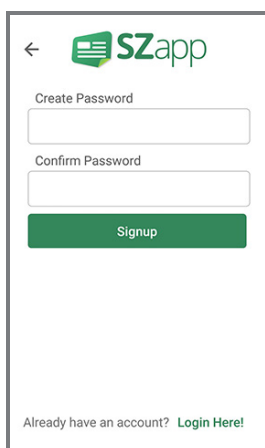 SZapp
Create Password
Confirm Password
Signup
Already have an account? Login Here!